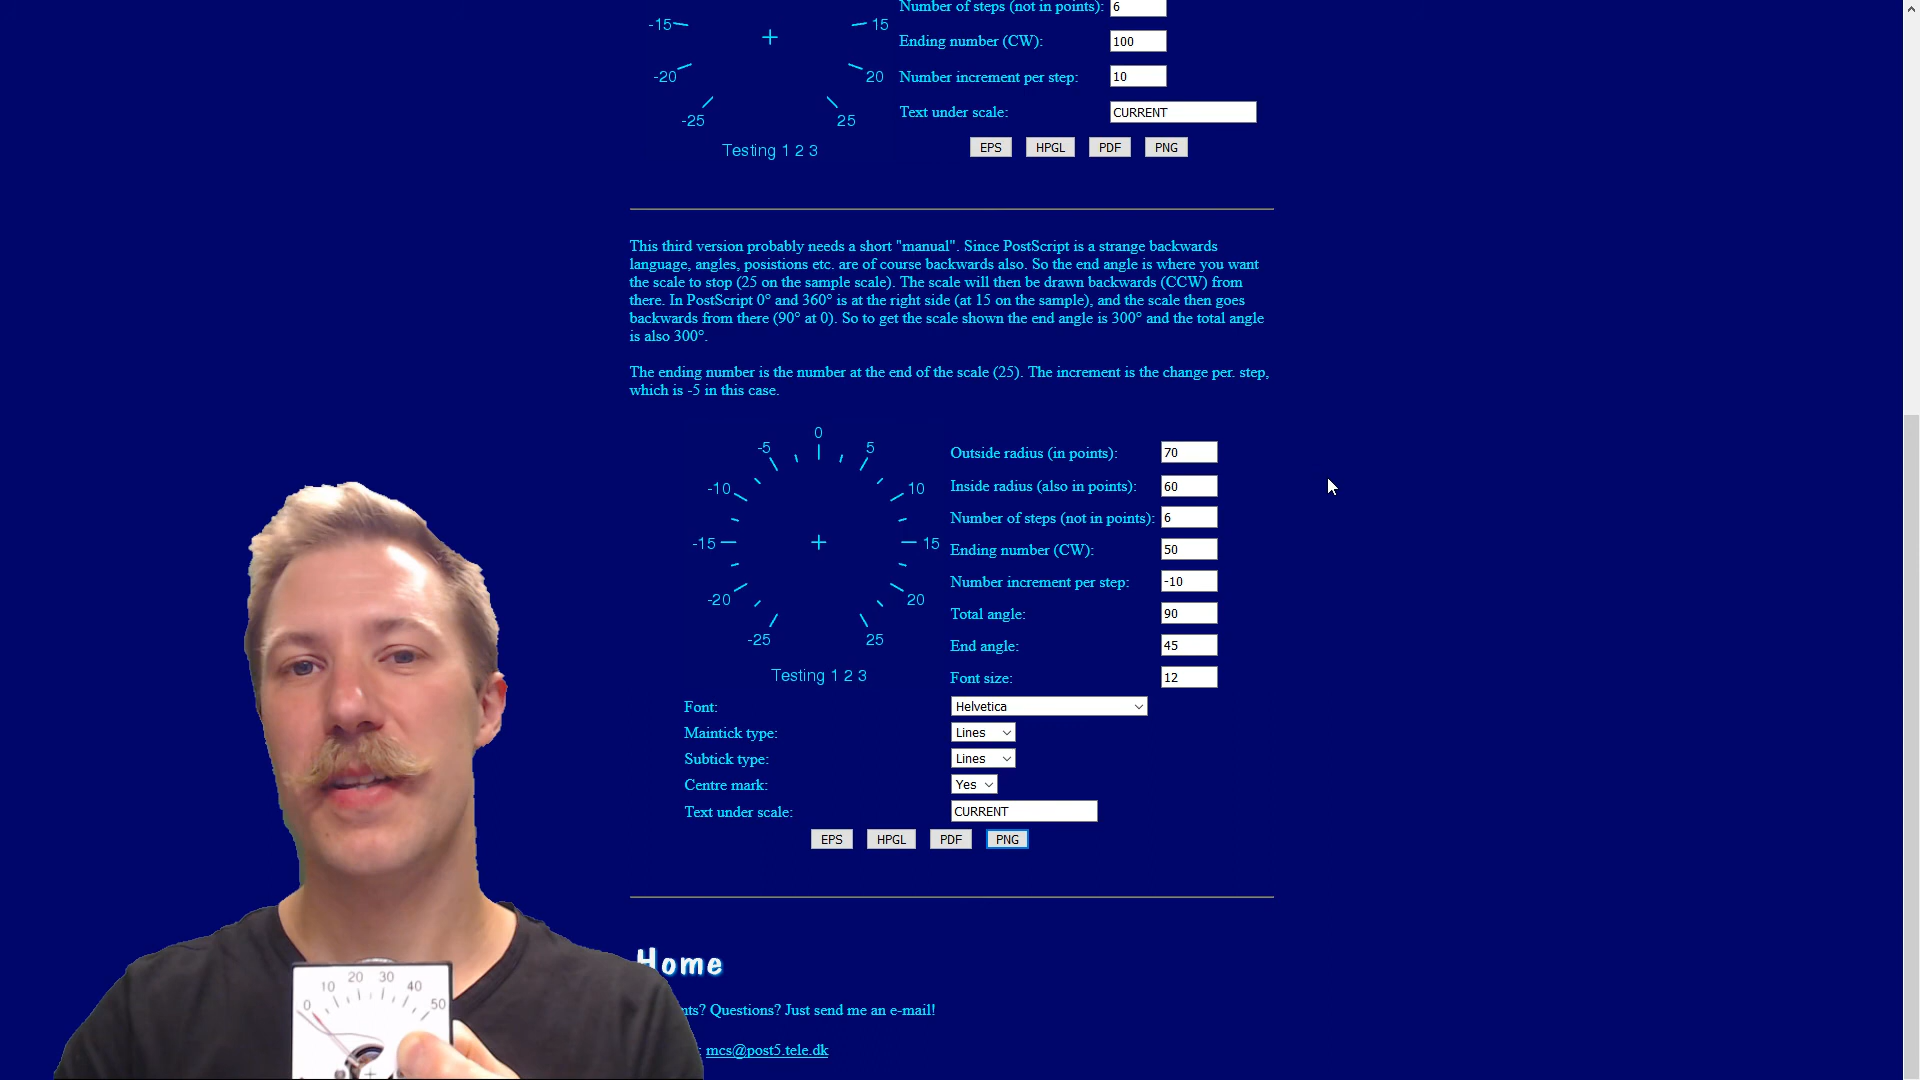 -15
15
-20
20
-25
25
Testing 1 2 3
Number of steps (not in points): 6
Ending number (CW): 100
Number increment per step: 10
Text under scale: CURRENT
EPS HPGL PDF PNG
This third version probably needs a short "manual". Since PostScript is a strange backwards
language, angles, posistions etc. are of course backwards also. So the end angle is where you want
the scale to stop (25 on the sample scale). The scale will then be drawn backwards (CCW) from
there. In PostScript 0° and 360° is at the right side (at 15 on the sample), and the scale then goes
backwards from there (90° at 0). So to get the scale shown the end angle is 300° and the total angle
is also 300°.
The ending number is the number at the end of the scale (25). The increment is the change per. step,
which is -5 in this case.
0
-5 5
-10 10
-15 15
-20 20
-25 25
Testing 1 2 3
Outside radius (in points): 70
Inside radius (also in points): 60
Number of steps (not in points): 6
Ending number (CW): 50
Number increment per step: -10
Total angle: 90
End angle: 45
Font size: 12
Font: Helvetica
Maintick type: Lines
Subtick type: Lines
Centre mark: Yes
Text under scale: CURRENT
EPS HPGL PDF PNG
Home
Questions? Just send me an e-mail!
mcs@post5.tele.dk
0 10 20 30 40 50